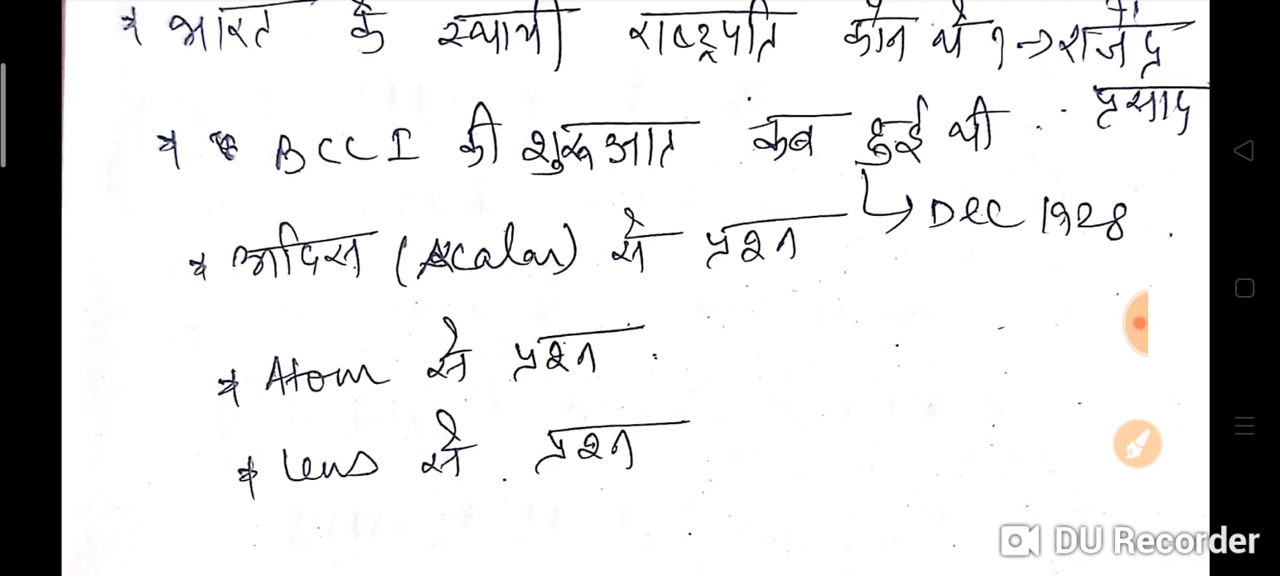 * भारत के स्थायी राष्ट्रपति कौन थे ? → राजेंद्र प्रसाद
* BCCI की शुरूआत कब हुई थी
↳ Dec 1928
* अदिस (scalar) से प्रश्न
* Atom से प्रश्न
* lens से प्रश्न
DU Recorder